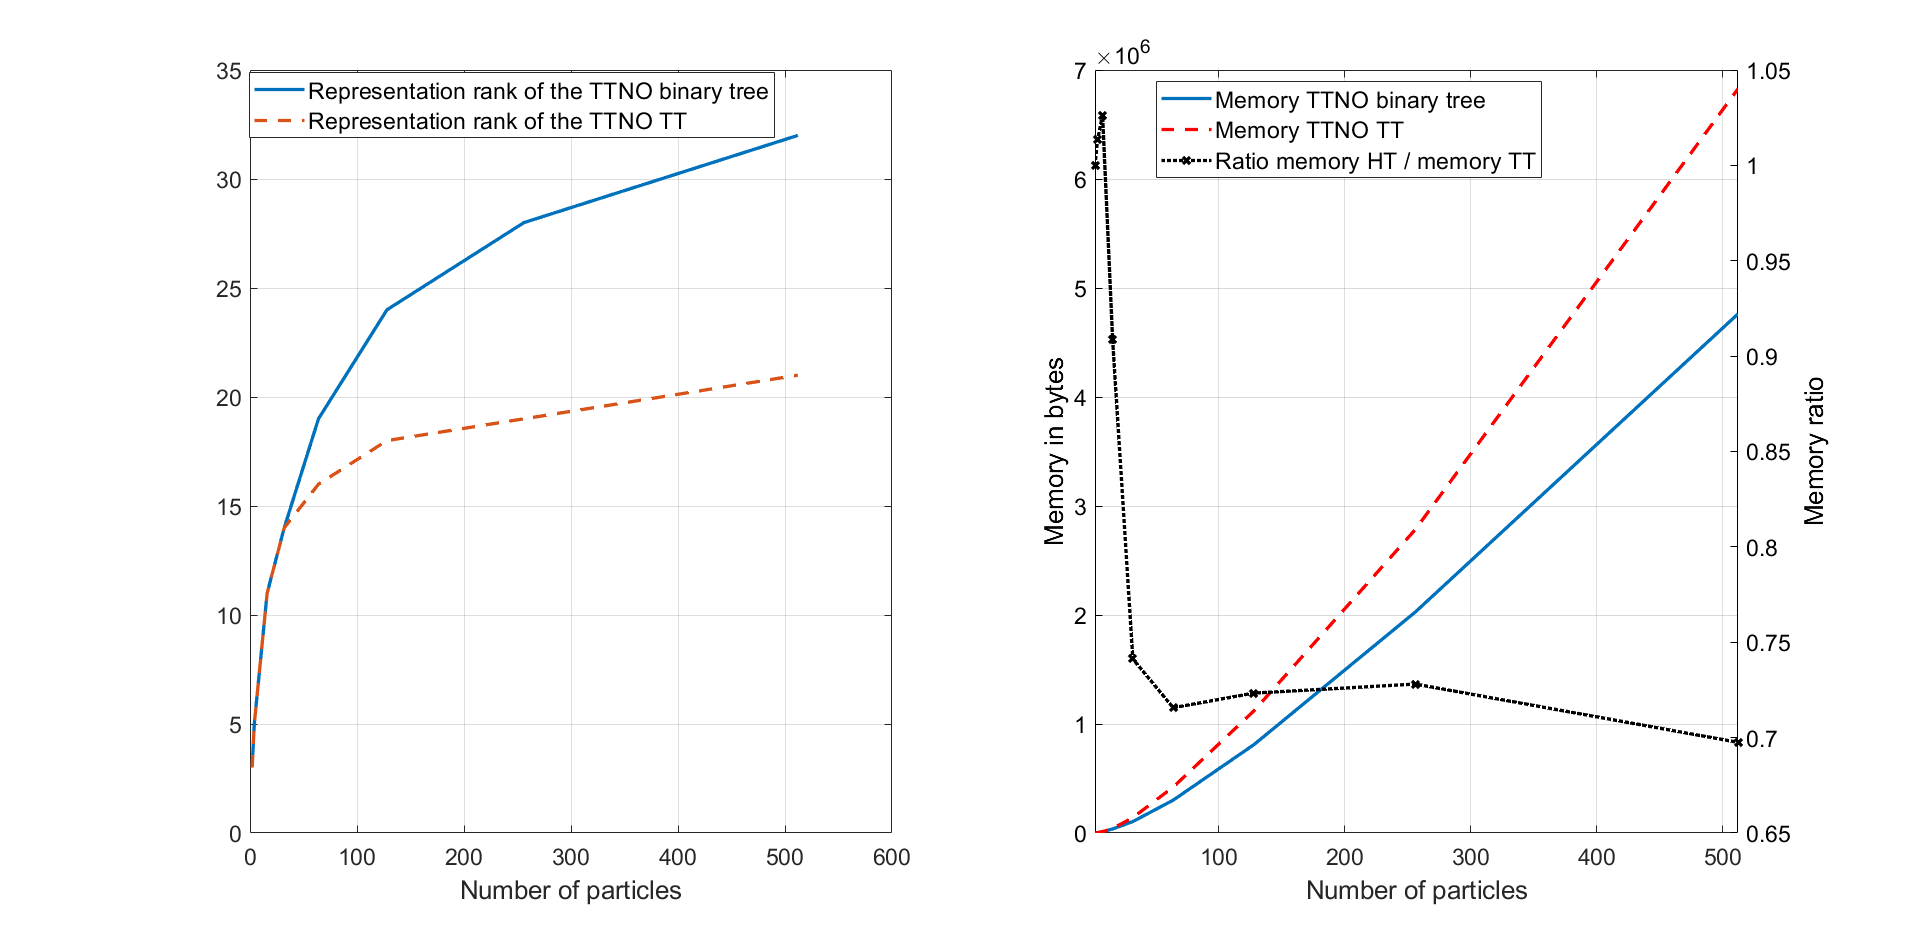 35
30
25
20
15
10
5
0
0 100 200 300 400 500 600
Number of particles
Representation rank of the TTNO binary tree
Representation rank of the TTNO TT
×10^6
7
6
5
4
3
2
1
0
Memory in bytes
100 200 300 400 500
Number of particles
Memory TTNO binary tree
Memory TTNO TT
Ratio memory HT / memory TT
1.05
1
0.95
0.9
0.85
0.8
0.75
0.7
0.65
Memory ratio